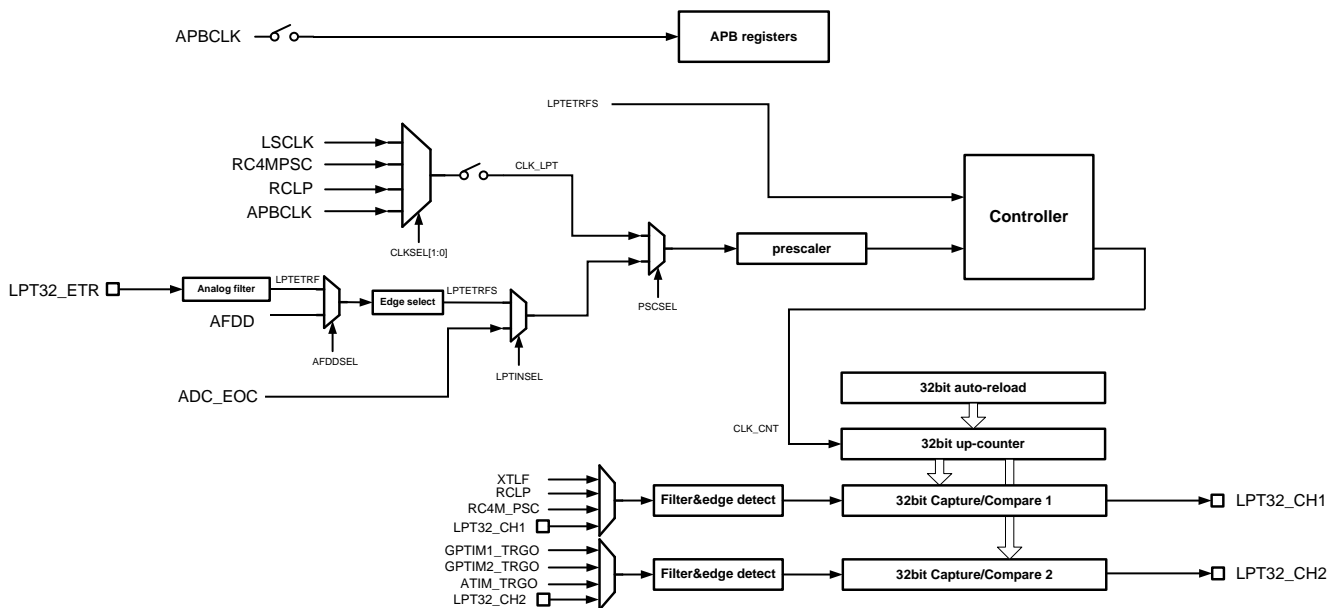 APBCLK
APB registers
LPTETRFS
LSCLK
RC4MPSC
RCLP
APBCLK
CLK_LPT
CLKSEL[1:0]
Controller
prescaler
PSCSEL
LPT32_ETR
Analog filter
LPTETRF
AFDD
AFDDSEL
Edge select
LPTETRFS
LPTINSEL
ADC_EOC
32bit auto-reload
CLK_CNT
32bit up-counter
XTLF
RCLP
RC4M_PSC
LPT32_CH1
Filter&edge detect
32bit Capture/Compare 1
LPT32_CH1
GPTIM1_TRGO
GPTIM2_TRGO
ATIM_TRGO
LPT32_CH2
Filter&edge detect
32bit Capture/Compare 2
LPT32_CH2